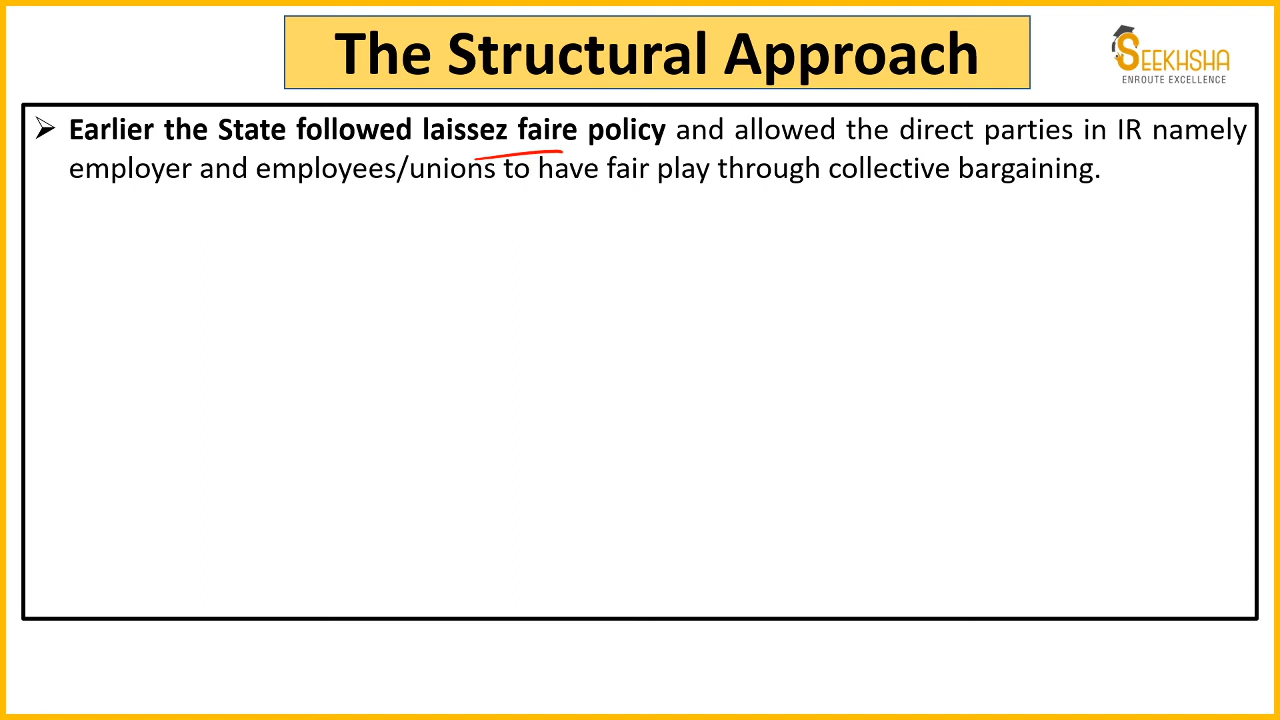 The Structural Approach
SEEKHSHA
ENROUTE EXCELLENCE
➢ Earlier the State followed laissez faire policy and allowed the direct parties in IR namely
employer and employees/unions to have fair play through collective bargaining.